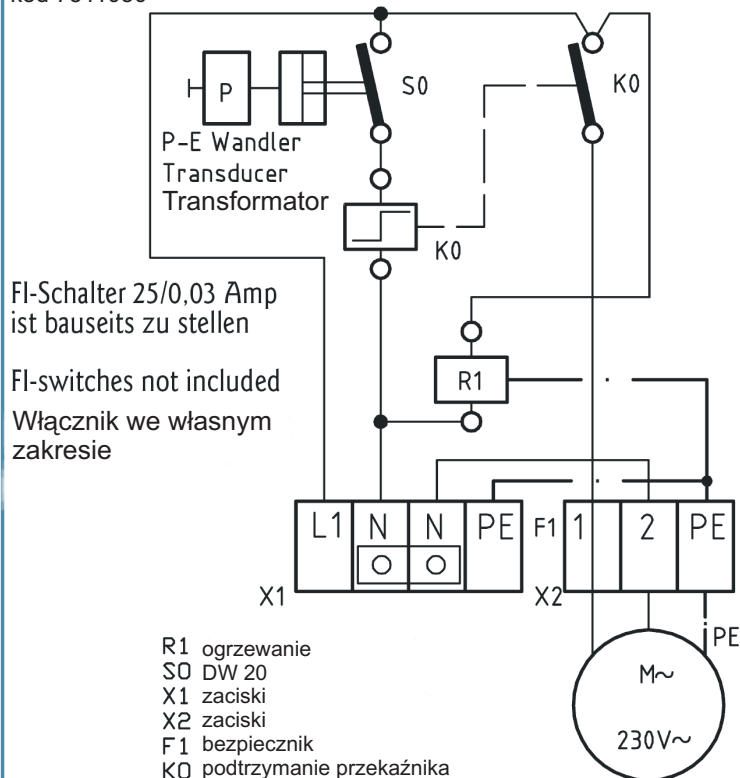 kod
S0
K0
P
P-E Wandler
Transducer
Transformator
K0
FI-Schalter 25/0,03 Amp
ist bauseits zu stellen
R1
FI-switches not included
Włącznik we własnym
zakresie
L1 N N PE F1 1 2 PE
X1 X2
PE
M~
230V~
R1 ogrzewanie
S0 DW 20
X1 zaciski
X2 zaciski
F1 bezpiecznik
K0 podtrzymanie przekaźnika